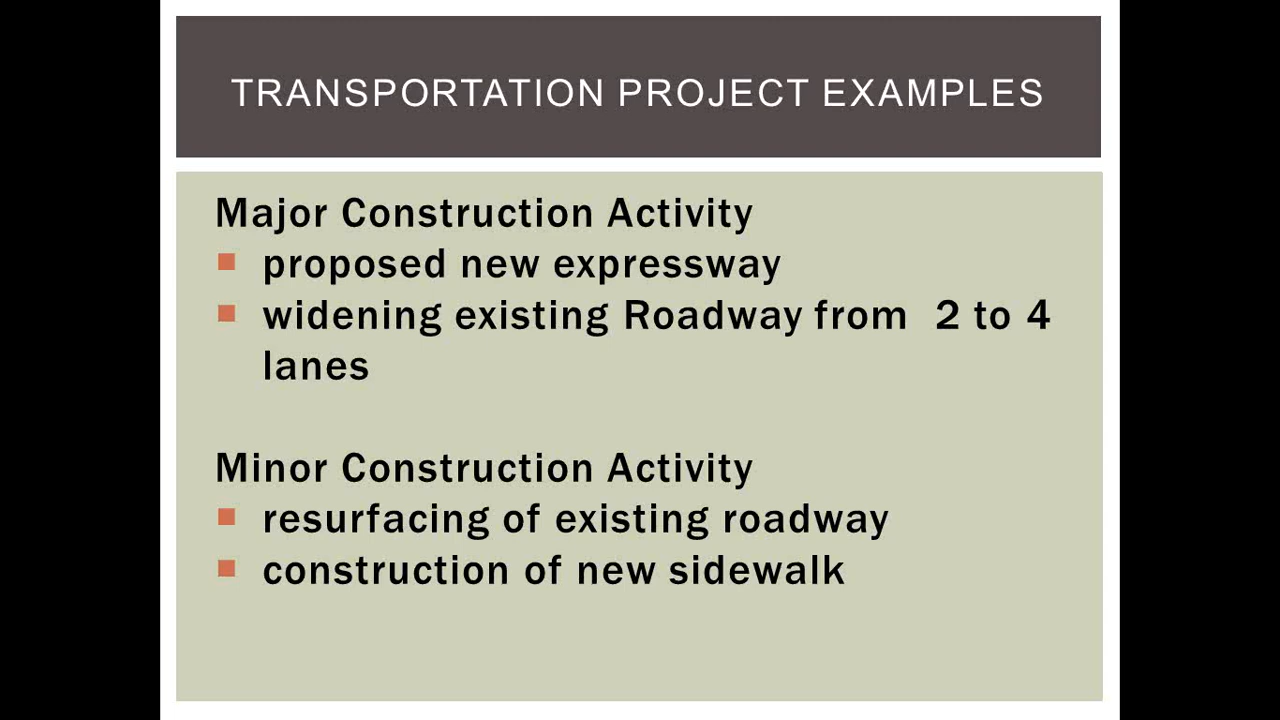 TRANSPORTATION PROJECT EXAMPLES
Major Construction Activity
proposed new expressway
widening existing Roadway from 2 to 4
lanes
Minor Construction Activity
resurfacing of existing roadway
construction of new sidewalk